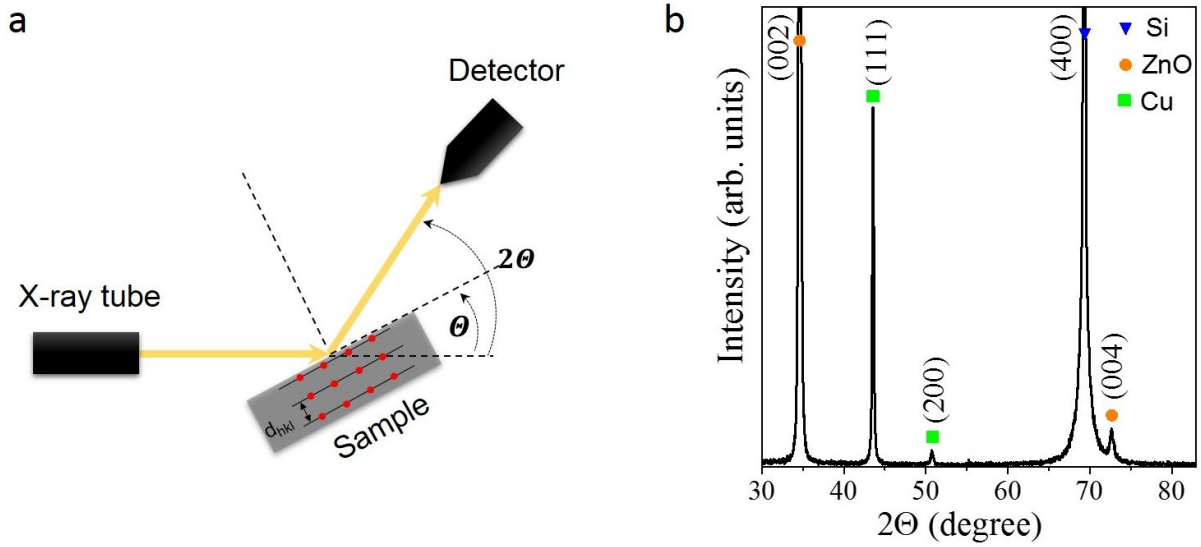 a
Detector
X-ray tube
2Θ
Θ
d_hkl
Sample
b
(002)
(111)
(200)
(400)
(004)
Si
ZnO
Cu
Intensity (arb. units)
30 40 50 60 70 80
2Θ (degree)